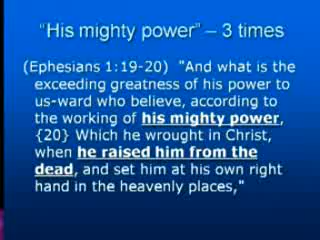 “His mighty power” – 3 times
(Ephesians 1:19-20)  "And what is the
exceeding greatness of his power to
us-ward who believe, according to
the working of his mighty power,
{20} Which he wrought in Christ,
when he raised him from the
dead, and set him at his own right
hand in the heavenly places,"